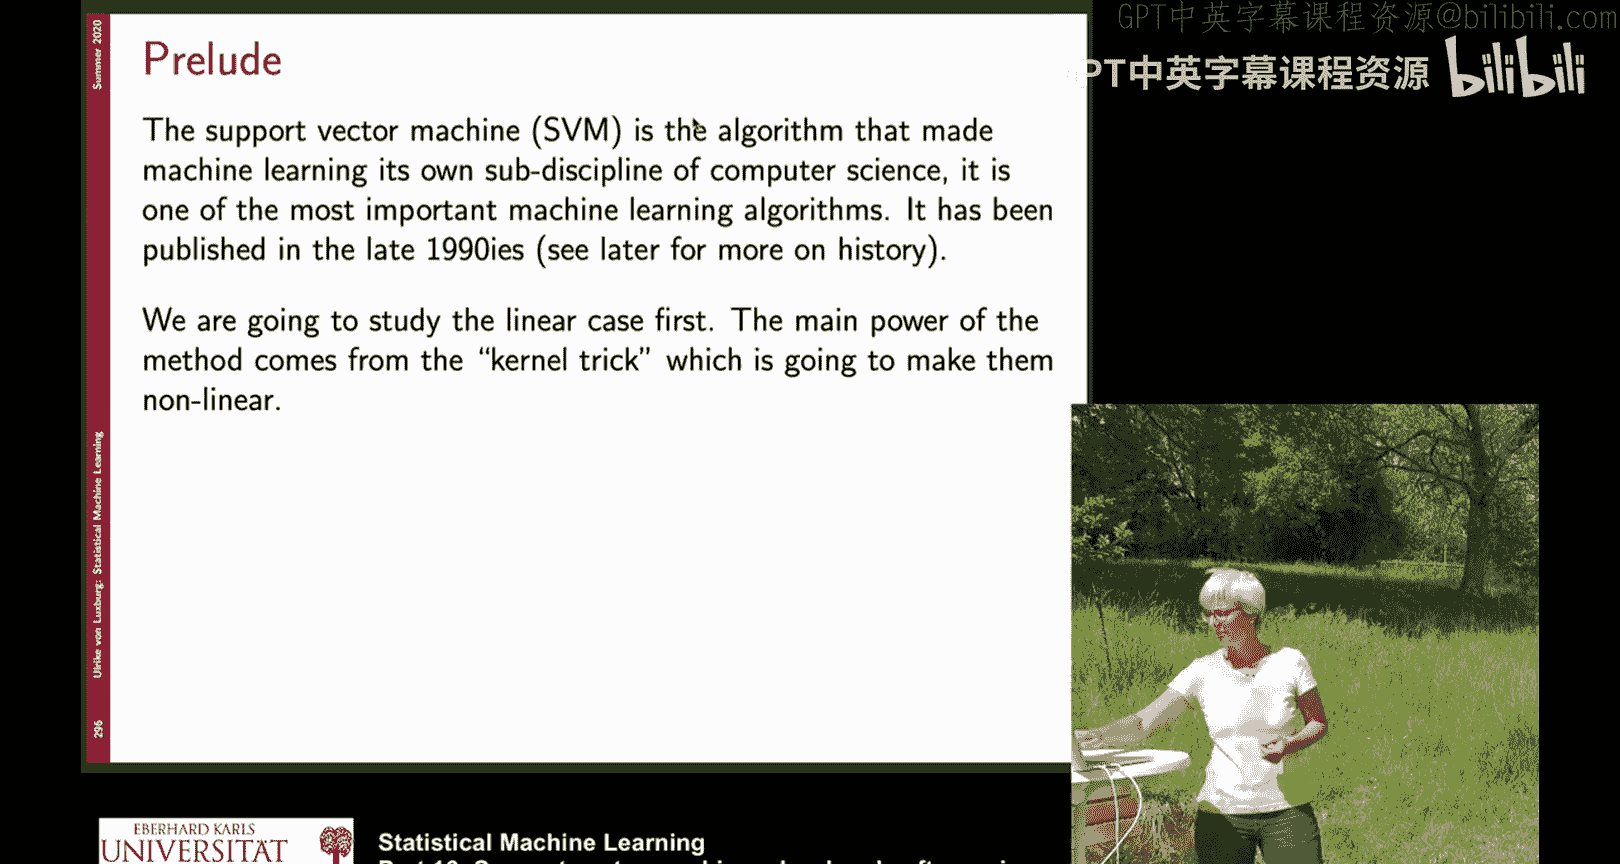 GPT中英字幕课程资源@bilibili.com
PT中英字幕课程资源 bilibili
Summer 2020
Prelude
The support vector machine (SVM) is the algorithm that made
machine learning its own sub-discipline of computer science, it is
one of the most important machine learning algorithms. It has been
published in the late 1990ies (see later for more on history).
We are going to study the linear case first. The main power of the
method comes from the “kernel trick” which is going to make them
non-linear.
Ulrike von Luxburg: Statistical Machine Learning
296
EBERHARD KARLS
UNIVERSITÄT
Statistical Machine Learning